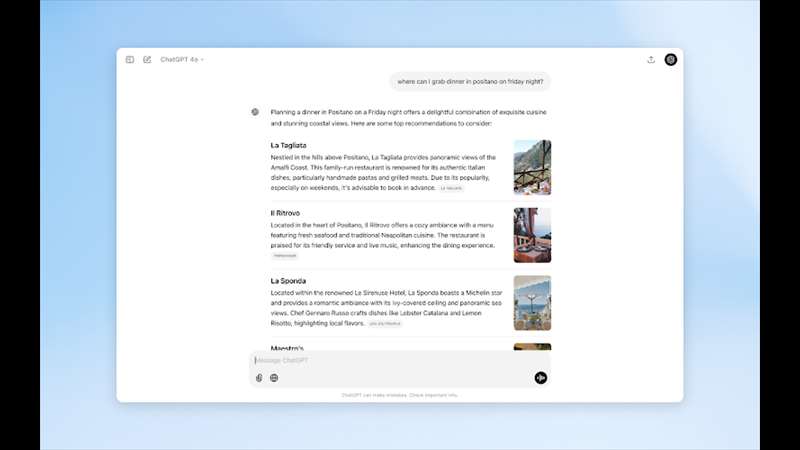 ChatGPT 4o
where can I grab dinner in positano on friday night?
Planning a dinner in Positano on a Friday night offers a delightful combination of exquisite cuisine
and stunning coastal views. Here are some top recommendations to consider:
La Tagliata
Nestled in the hills above Positano, La Tagliata provides panoramic views of the
Amalfi Coast. This family-run restaurant is renowned for its authentic Italian
dishes, particularly handmade pastas and grilled meats. Due to its popularity,
especially on weekends, it's advisable to book in advance. LA TAGLIATA
Il Ritrovo
Located in the heart of Positano, Il Ritrovo offers a cozy ambiance with a menu
featuring fresh seafood and traditional Neapolitan cuisine. The restaurant is
praised for its friendly service and live music, enhancing the dining experience.
La Sponda
Located within the renowned Le Sirenuse Hotel, La Sponda boasts a Michelin star
and provides a romantic ambiance with its ivy-covered ceiling and panoramic sea
views. Chef Gennaro Russo crafts dishes like Lobster Catalana and Lemon
Risotto, highlighting local flavors.
Maestro's
Message ChatGPT
ChatGPT can make mistakes. Check important info.